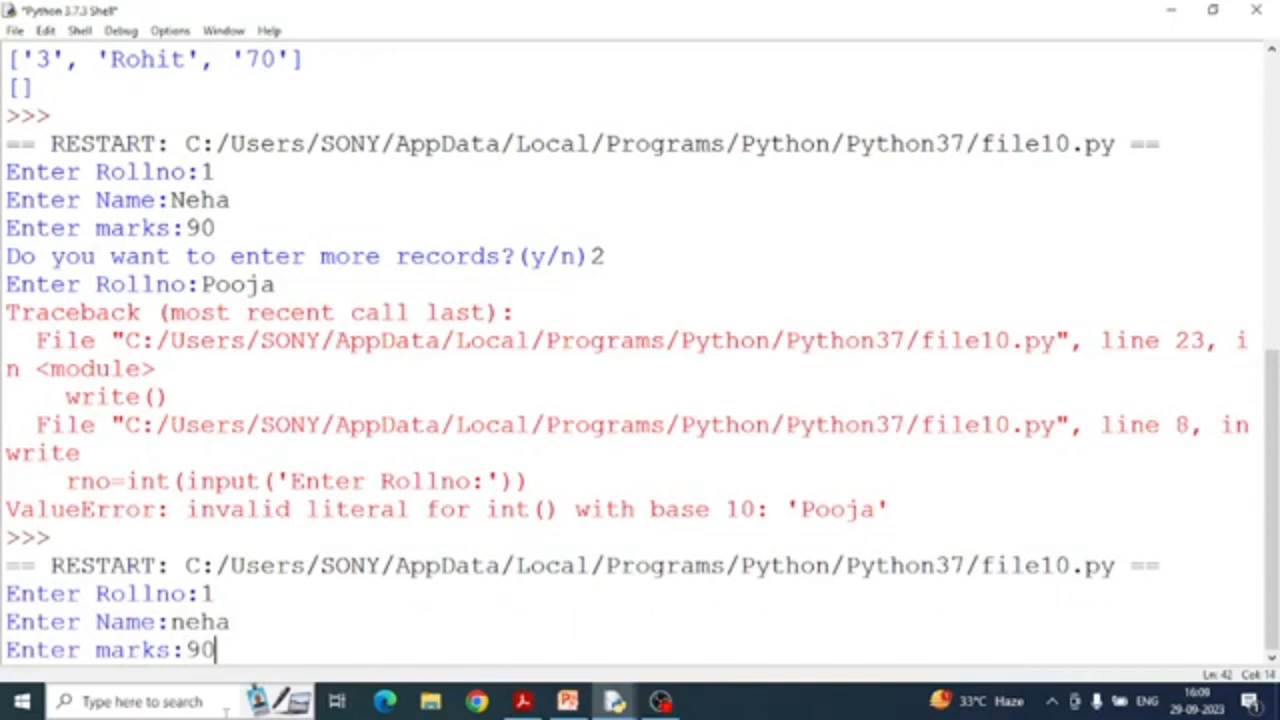 *Python 3.7.3 Shell*
File Edit Shell Debug Options Window Help
['3', 'Rohit', '70']
[]
>>>
== RESTART: C:/Users/SONY/AppData/Local/Programs/Python/Python37/file10.py ==
Enter Rollno:1
Enter Name:Neha
Enter marks:90
Do you want to enter more records?(y/n)2
Enter Rollno:Pooja
Traceback (most recent call last):
  File "C:/Users/SONY/AppData/Local/Programs/Python/Python37/file10.py", line 23, i
n <module>
    write()
  File "C:/Users/SONY/AppData/Local/Programs/Python/Python37/file10.py", line 8, in
write
    rno=int(input('Enter Rollno:'))
ValueError: invalid literal for int() with base 10: 'Pooja'
>>>
== RESTART: C:/Users/SONY/AppData/Local/Programs/Python/Python37/file10.py ==
Enter Rollno:1
Enter Name:neha
Enter marks:90
Ln: 42 Col: 14
Type here to search 33°C Haze ENG 16:09
29-09-2023